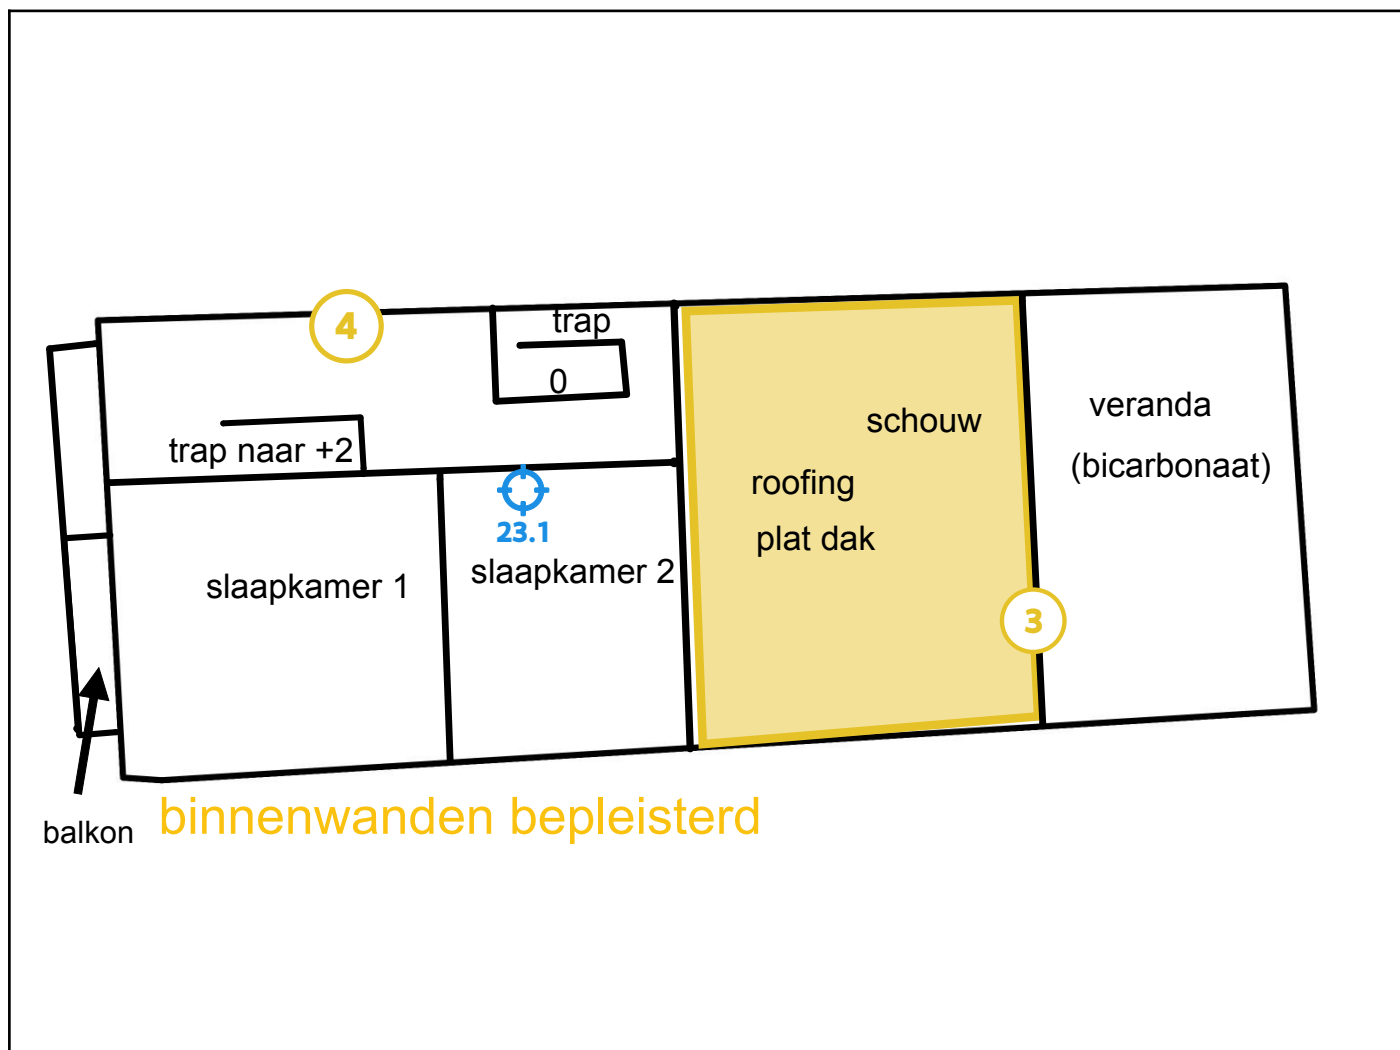 4
trap
0
trap naar +2
schouw
veranda
(bicarbonaat)
roofing
plat dak
23.1
slaapkamer 1
slaapkamer 2
3
balkon
binnenwanden bepleisterd